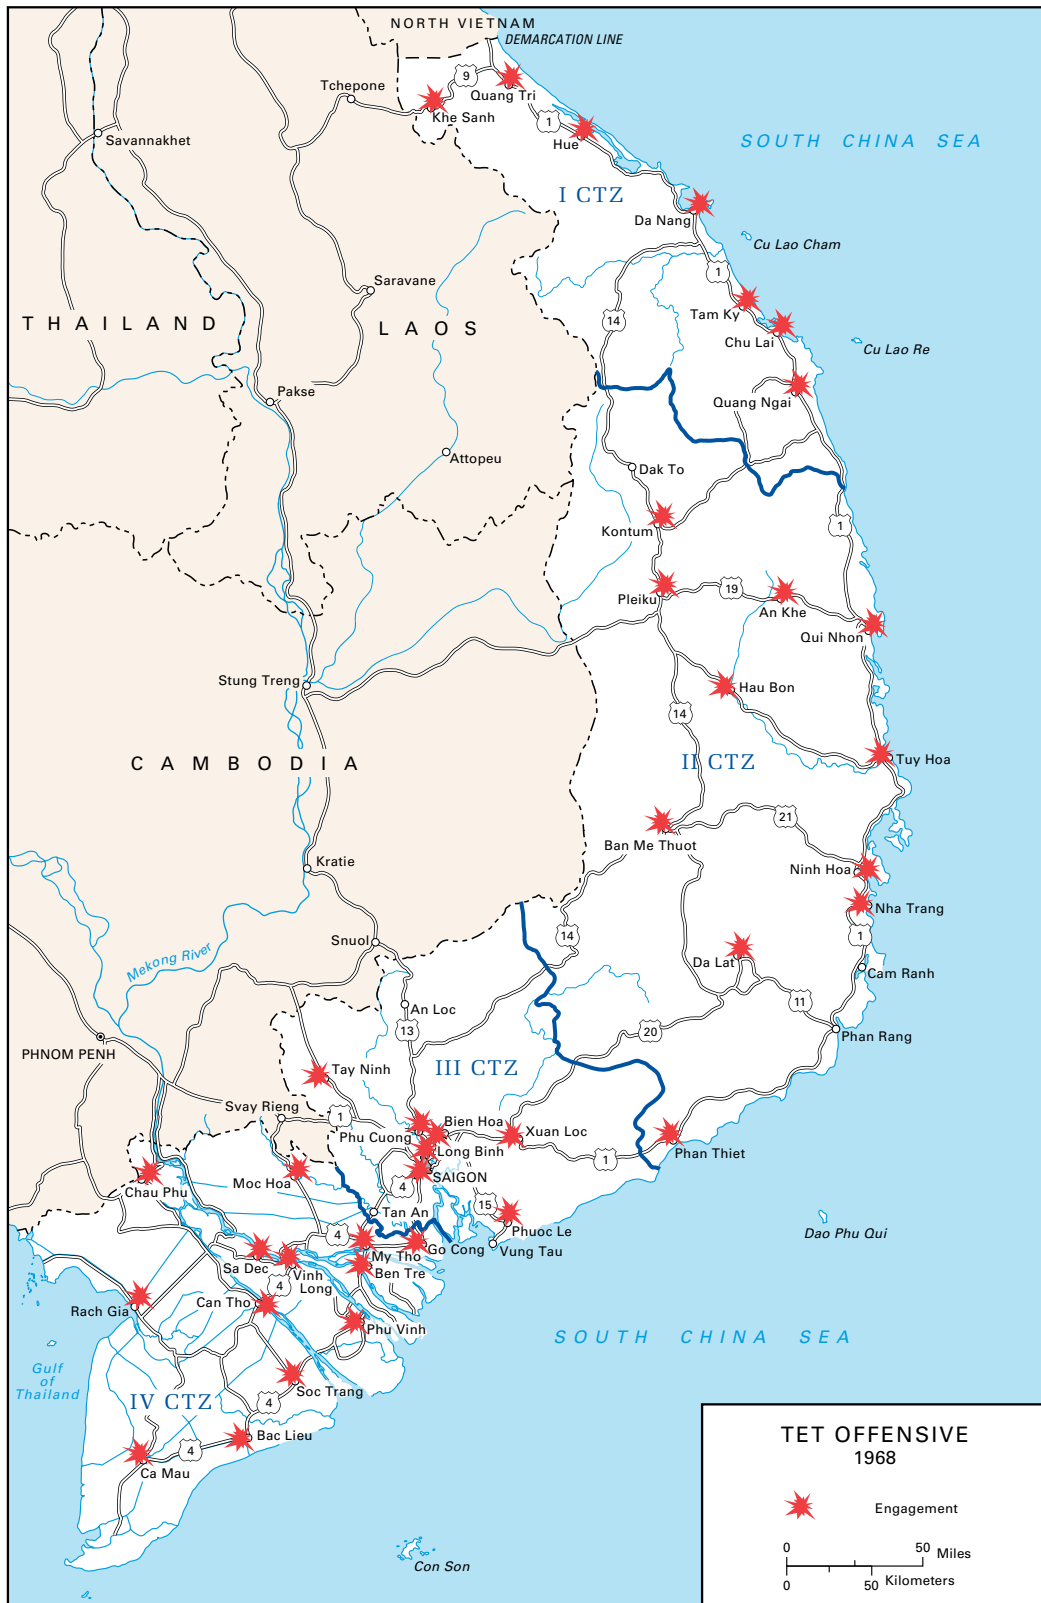 NORTH VIETNAM
DEMARCATION LINE
Tchepone
9
Quang Tri
Khe Sanh
1
Hue
Savannakhet
SOUTH CHINA SEA
I CTZ
Da Nang
Cu Lao Cham
1
Saravane
Tam Ky
THAILAND
LAOS
14
Chu Lai
Cu Lao Re
Pakse
Quang Ngai
Attopeu
Dak To
1
Kontum
Pleiku
19
An Khe
Qui Nhon
Stung Treng
Hau Bon
14
CAMBODIA
II CTZ
Tuy Hoa
21
Ban Me Thuot
Kratie
Ninh Hoa
Nha Trang
Snuol
14
1
Mekong River
Da Lat
Cam Ranh
An Loc
11
13
20
Phan Rang
PHNOM PENH
Tay Ninh
III CTZ
Svay Rieng
1
Bien Hoa
Xuan Loc
Phu Cuong
Long Binh
1
Phan Thiet
Moc Hoa
SAIGON
Chau Phu
4
Tan An
15
Phuoc Le
Dao Phu Qui
4
Go Cong
Vung Tau
My Tho
Sa Dec
Vinh
Long
Ben Tre
4
Can Tho
Rach Gia
Phu Vinh
SOUTH CHINA SEA
Gulf
of
Thailand
Soc Trang
IV CTZ
4
Bac Lieu
4
Ca Mau
Con Son
TET OFFENSIVE
1968
Engagement
0 50 Miles
0 50 Kilometers